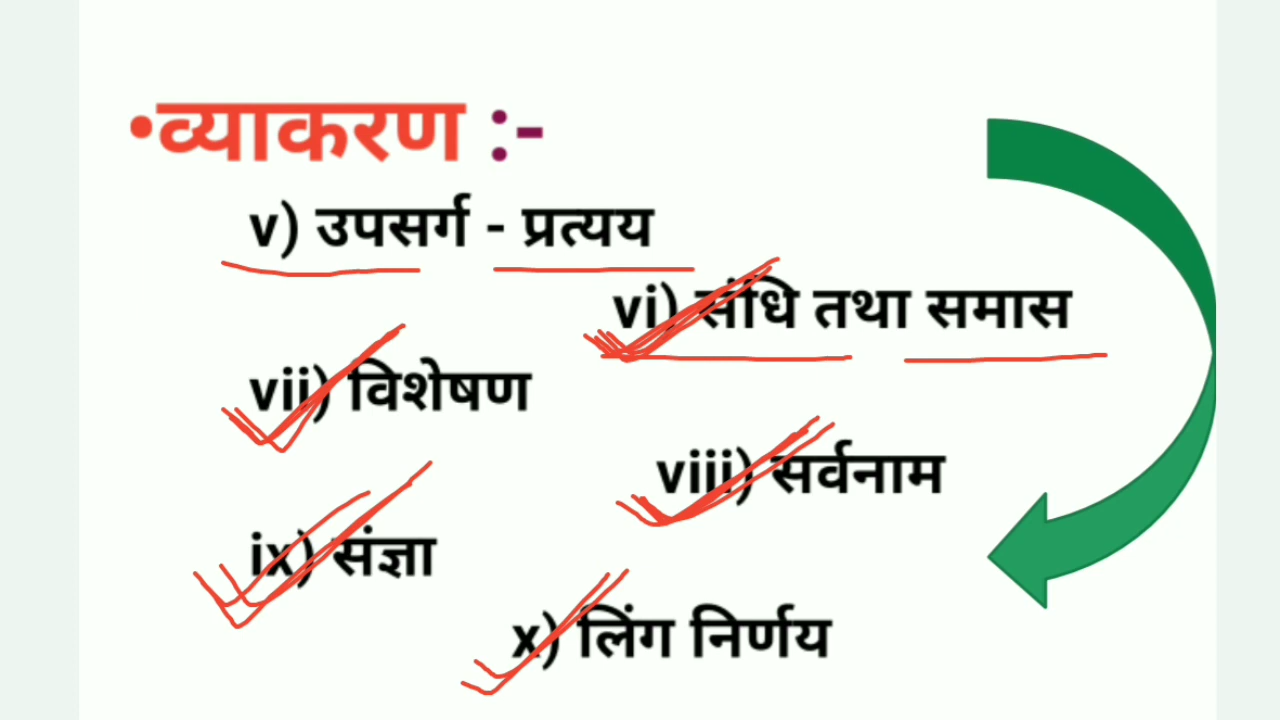 •व्याकरण :-
v) उपसर्ग - प्रत्यय
vi) संधि तथा समास
vii) विशेषण
viii) सर्वनाम
ix) संज्ञा
x) लिंग निर्णय